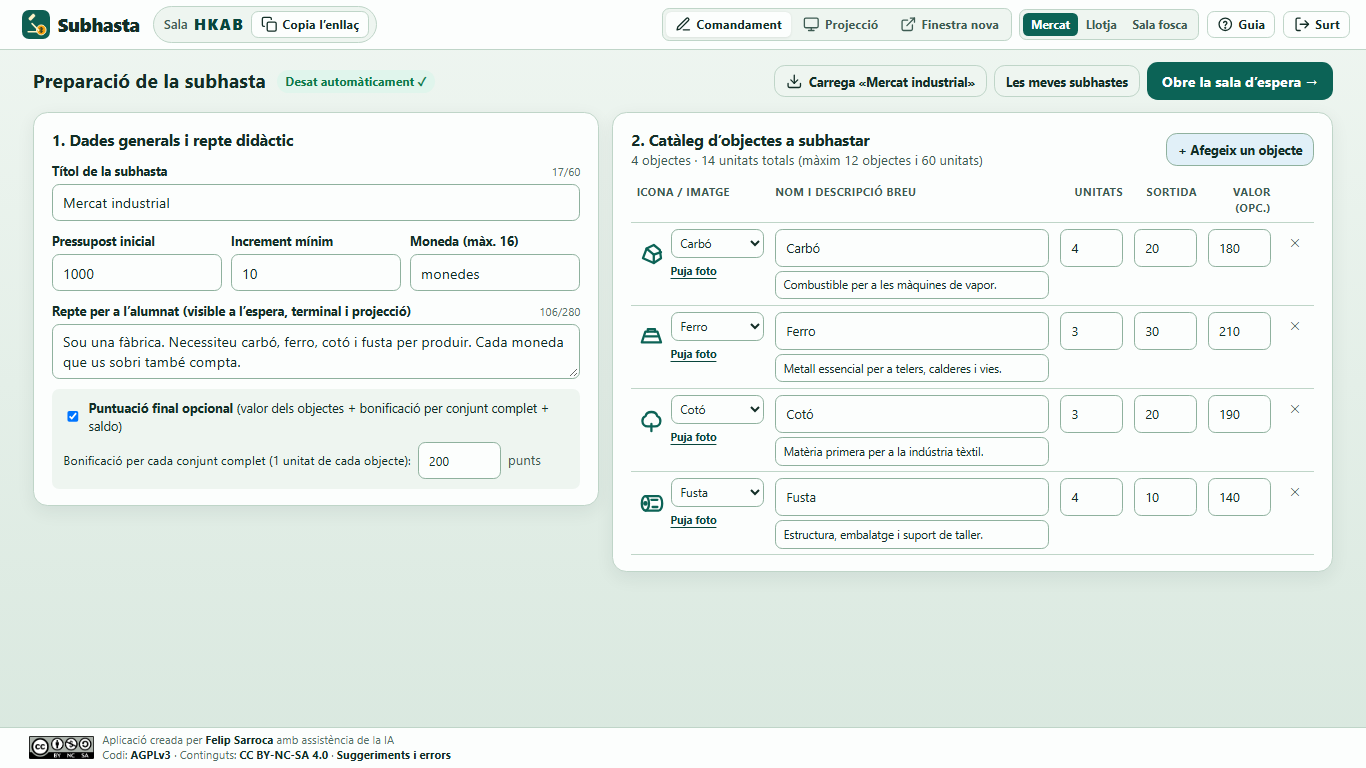 Subhasta
Sala HKAB Copia l'enllaç
Comandament Projecció Finestra nova
Mercat Llotja Sala fosca
Guia Surt
Preparació de la subhasta Desat automàticament ✓
Carrega «Mercat industrial» Les meves subhastes Obre la sala d'espera →
1. Dades generals i repte didàctic
Títol de la subhasta 17/60
Mercat industrial
Pressupost inicial Increment mínim Moneda (màx. 16)
1000 10 monedes
Repte per a l'alumnat (visible a l'espera, terminal i projecció) 106/280
Sou una fàbrica. Necessiteu carbó, ferro, cotó i fusta per produir. Cada moneda
que us sobri també compta.
Puntuació final opcional (valor dels objectes + bonificació per conjunt complet +
saldo)
Bonificació per cada conjunt complet (1 unitat de cada objecte): 200 punts
2. Catàleg d'objectes a subhastar
4 objectes · 14 unitats totals (màxim 12 objectes i 60 unitats)
+ Afegeix un objecte
ICONA / IMATGE NOM I DESCRIPCIÓ BREU UNITATS SORTIDA VALOR
(OPC.)
Carbó Carbó 4 20 180 ×
Puja foto Combustible per a les màquines de vapor.
Ferro Ferro 3 30 210 ×
Puja foto Metall essencial per a telers, calderes i vies.
Cotó Cotó 3 20 190 ×
Puja foto Matèria primera per a la indústria tèxtil.
Fusta Fusta 4 10 140 ×
Puja foto Estructura, embalatge i suport de taller.
CC BY NC SA
Aplicació creada per Felip Sarroca amb assistència de la IA
Codi: AGPLv3 · Continguts: CC BY-NC-SA 4.0 · Suggeriments i errors